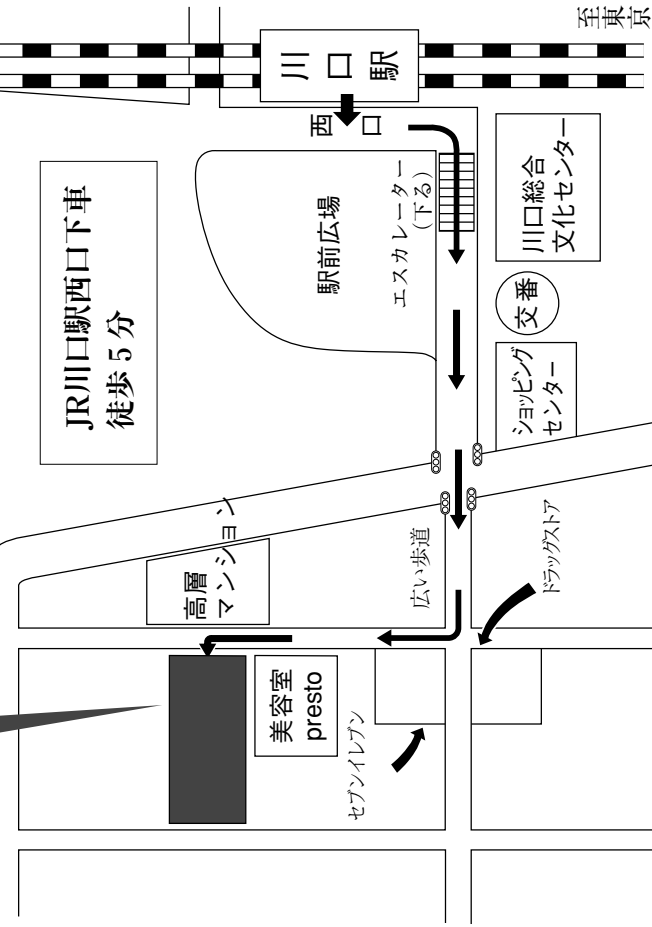 至東京
川口駅
西口
エスカレーター
(下る)
駅前広場
川口総合
文化センター
交番
ショッピング
センター
JR川口駅西口下車
徒歩5分
高層
マンション
広い歩道
ドラッグストア
美容室
presto
セブンイレブン